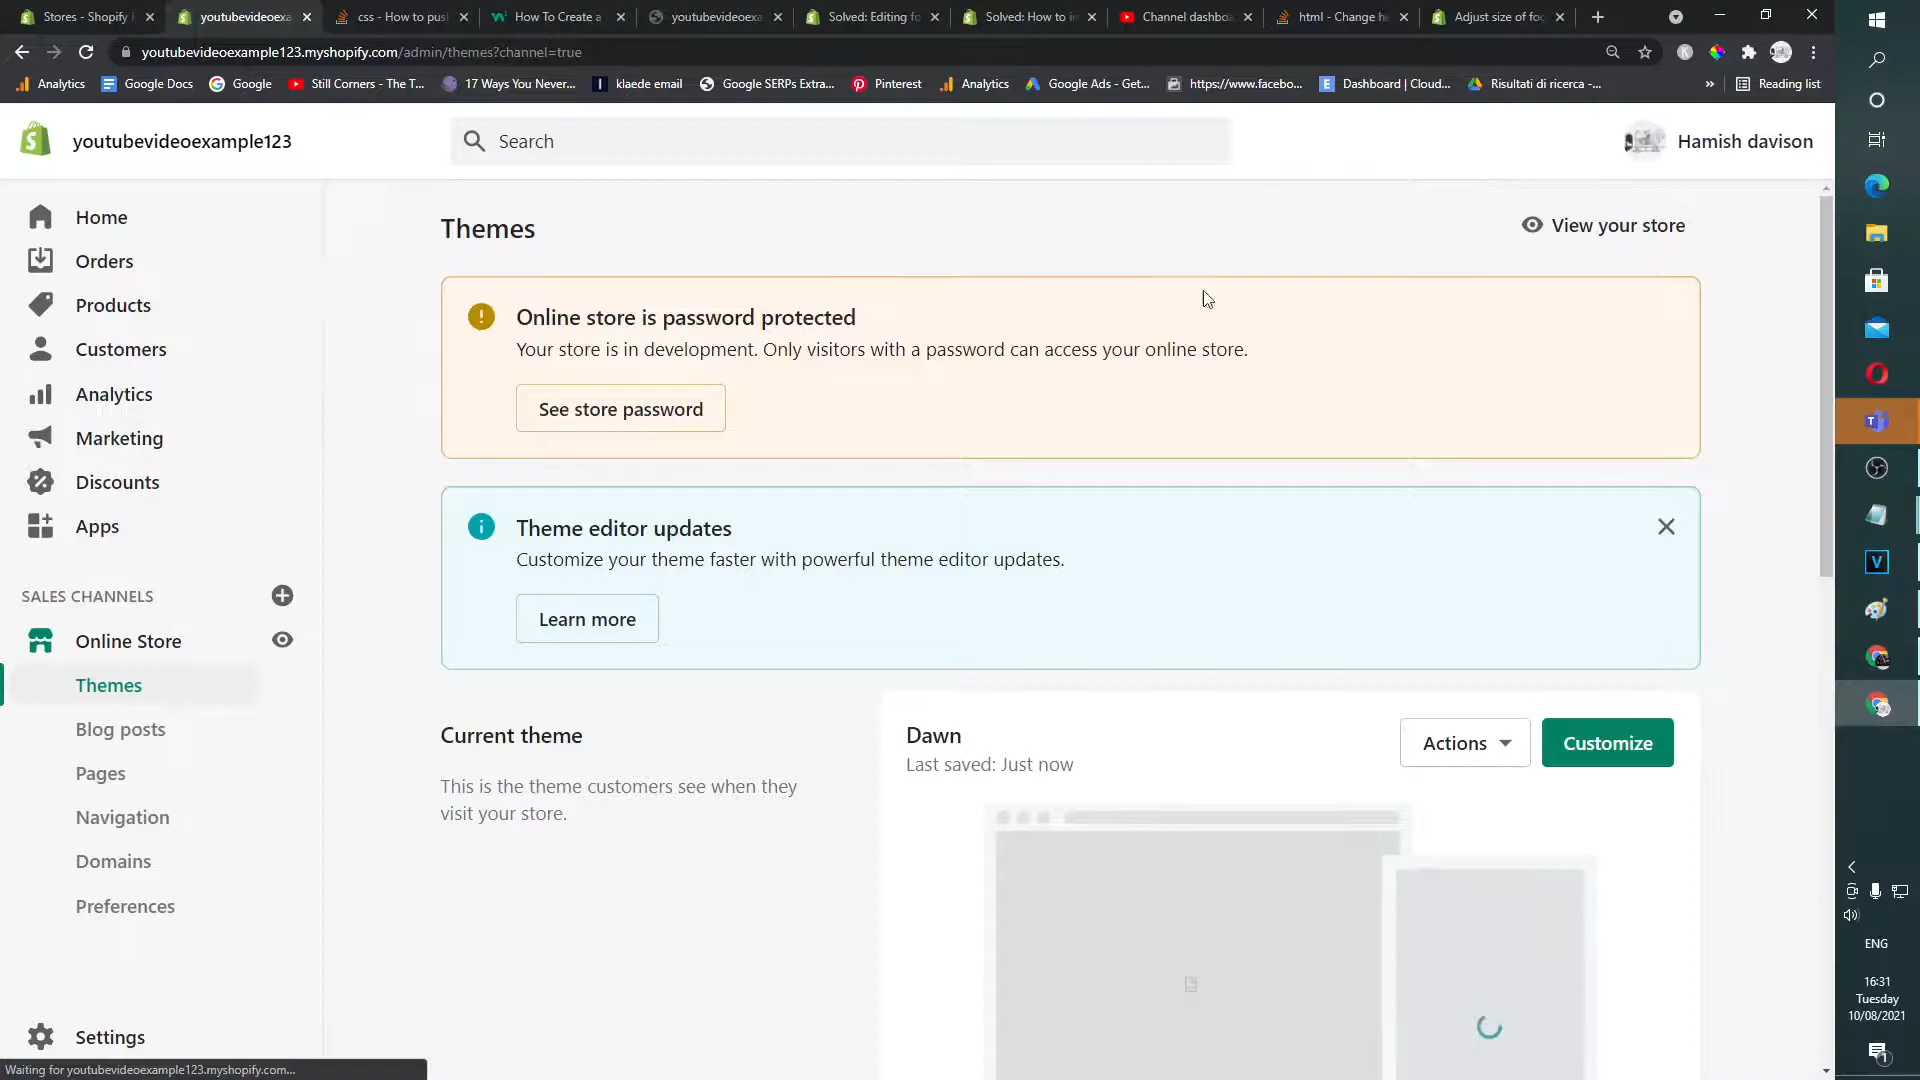 Stores - Shopify
youtubevideoexa
css - How to pus
How To Create a
youtubevideoexa
Solved: Editing fo
Solved: How to i
Channel dashboa
html - Change h
Adjust size of foo
youtubevideoexample123.myshopify.com/admin/themes?channel=true
Analytics
Google Docs
Google
Still Corners - The T...
17 Ways You Never...
klaede email
Google SERPs Extra...
Pinterest
Analytics
Google Ads - Get...
https://www.facebo...
Dashboard | Cloud...
Risultati di ricerca -...
»
Reading list
youtubevideoexample123
Search
Hamish davison
Home
Orders
Products
Customers
Analytics
Marketing
Discounts
Apps
SALES CHANNELS
Online Store
Themes
Blog posts
Pages
Navigation
Domains
Preferences
Settings
Themes
View your store
Online store is password protected
Your store is in development. Only visitors with a password can access your online store.
See store password
Theme editor updates
Customize your theme faster with powerful theme editor updates.
Learn more
Current theme
This is the theme customers see when they
visit your store.
Dawn
Last saved: Just now
Actions
Customize
Waiting for youtubevideoexample123.myshopify.com...
ENG
16:31
Tuesday
10/08/2021
1